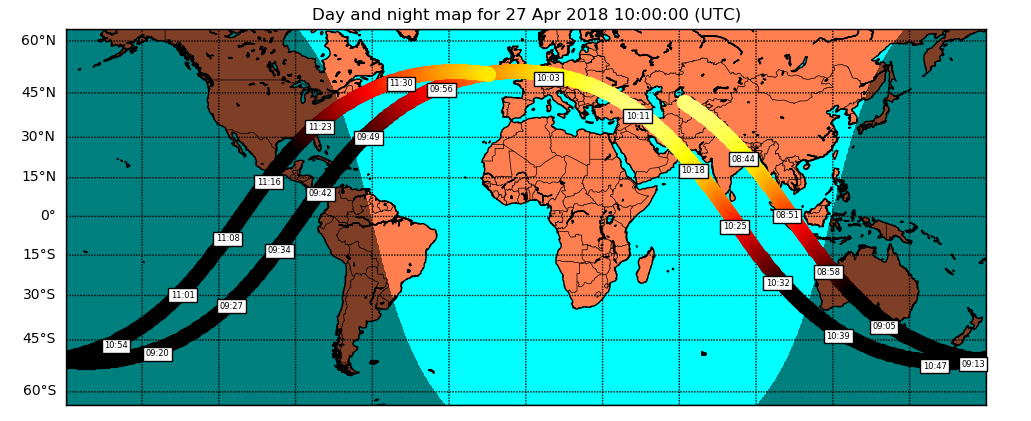 Day and night map for 27 Apr 2018 10:00:00 (UTC)
60°N
45°N
30°N
15°N
0°
15°S
30°S
45°S
60°S
11:30
09:56
10:03
10:11
11:23
09:49
08:44
10:18
11:16
09:42
08:51
10:25
11:08
09:34
08:58
10:32
11:01
09:27
09:05
10:39
10:54
09:20
10:47
09:13